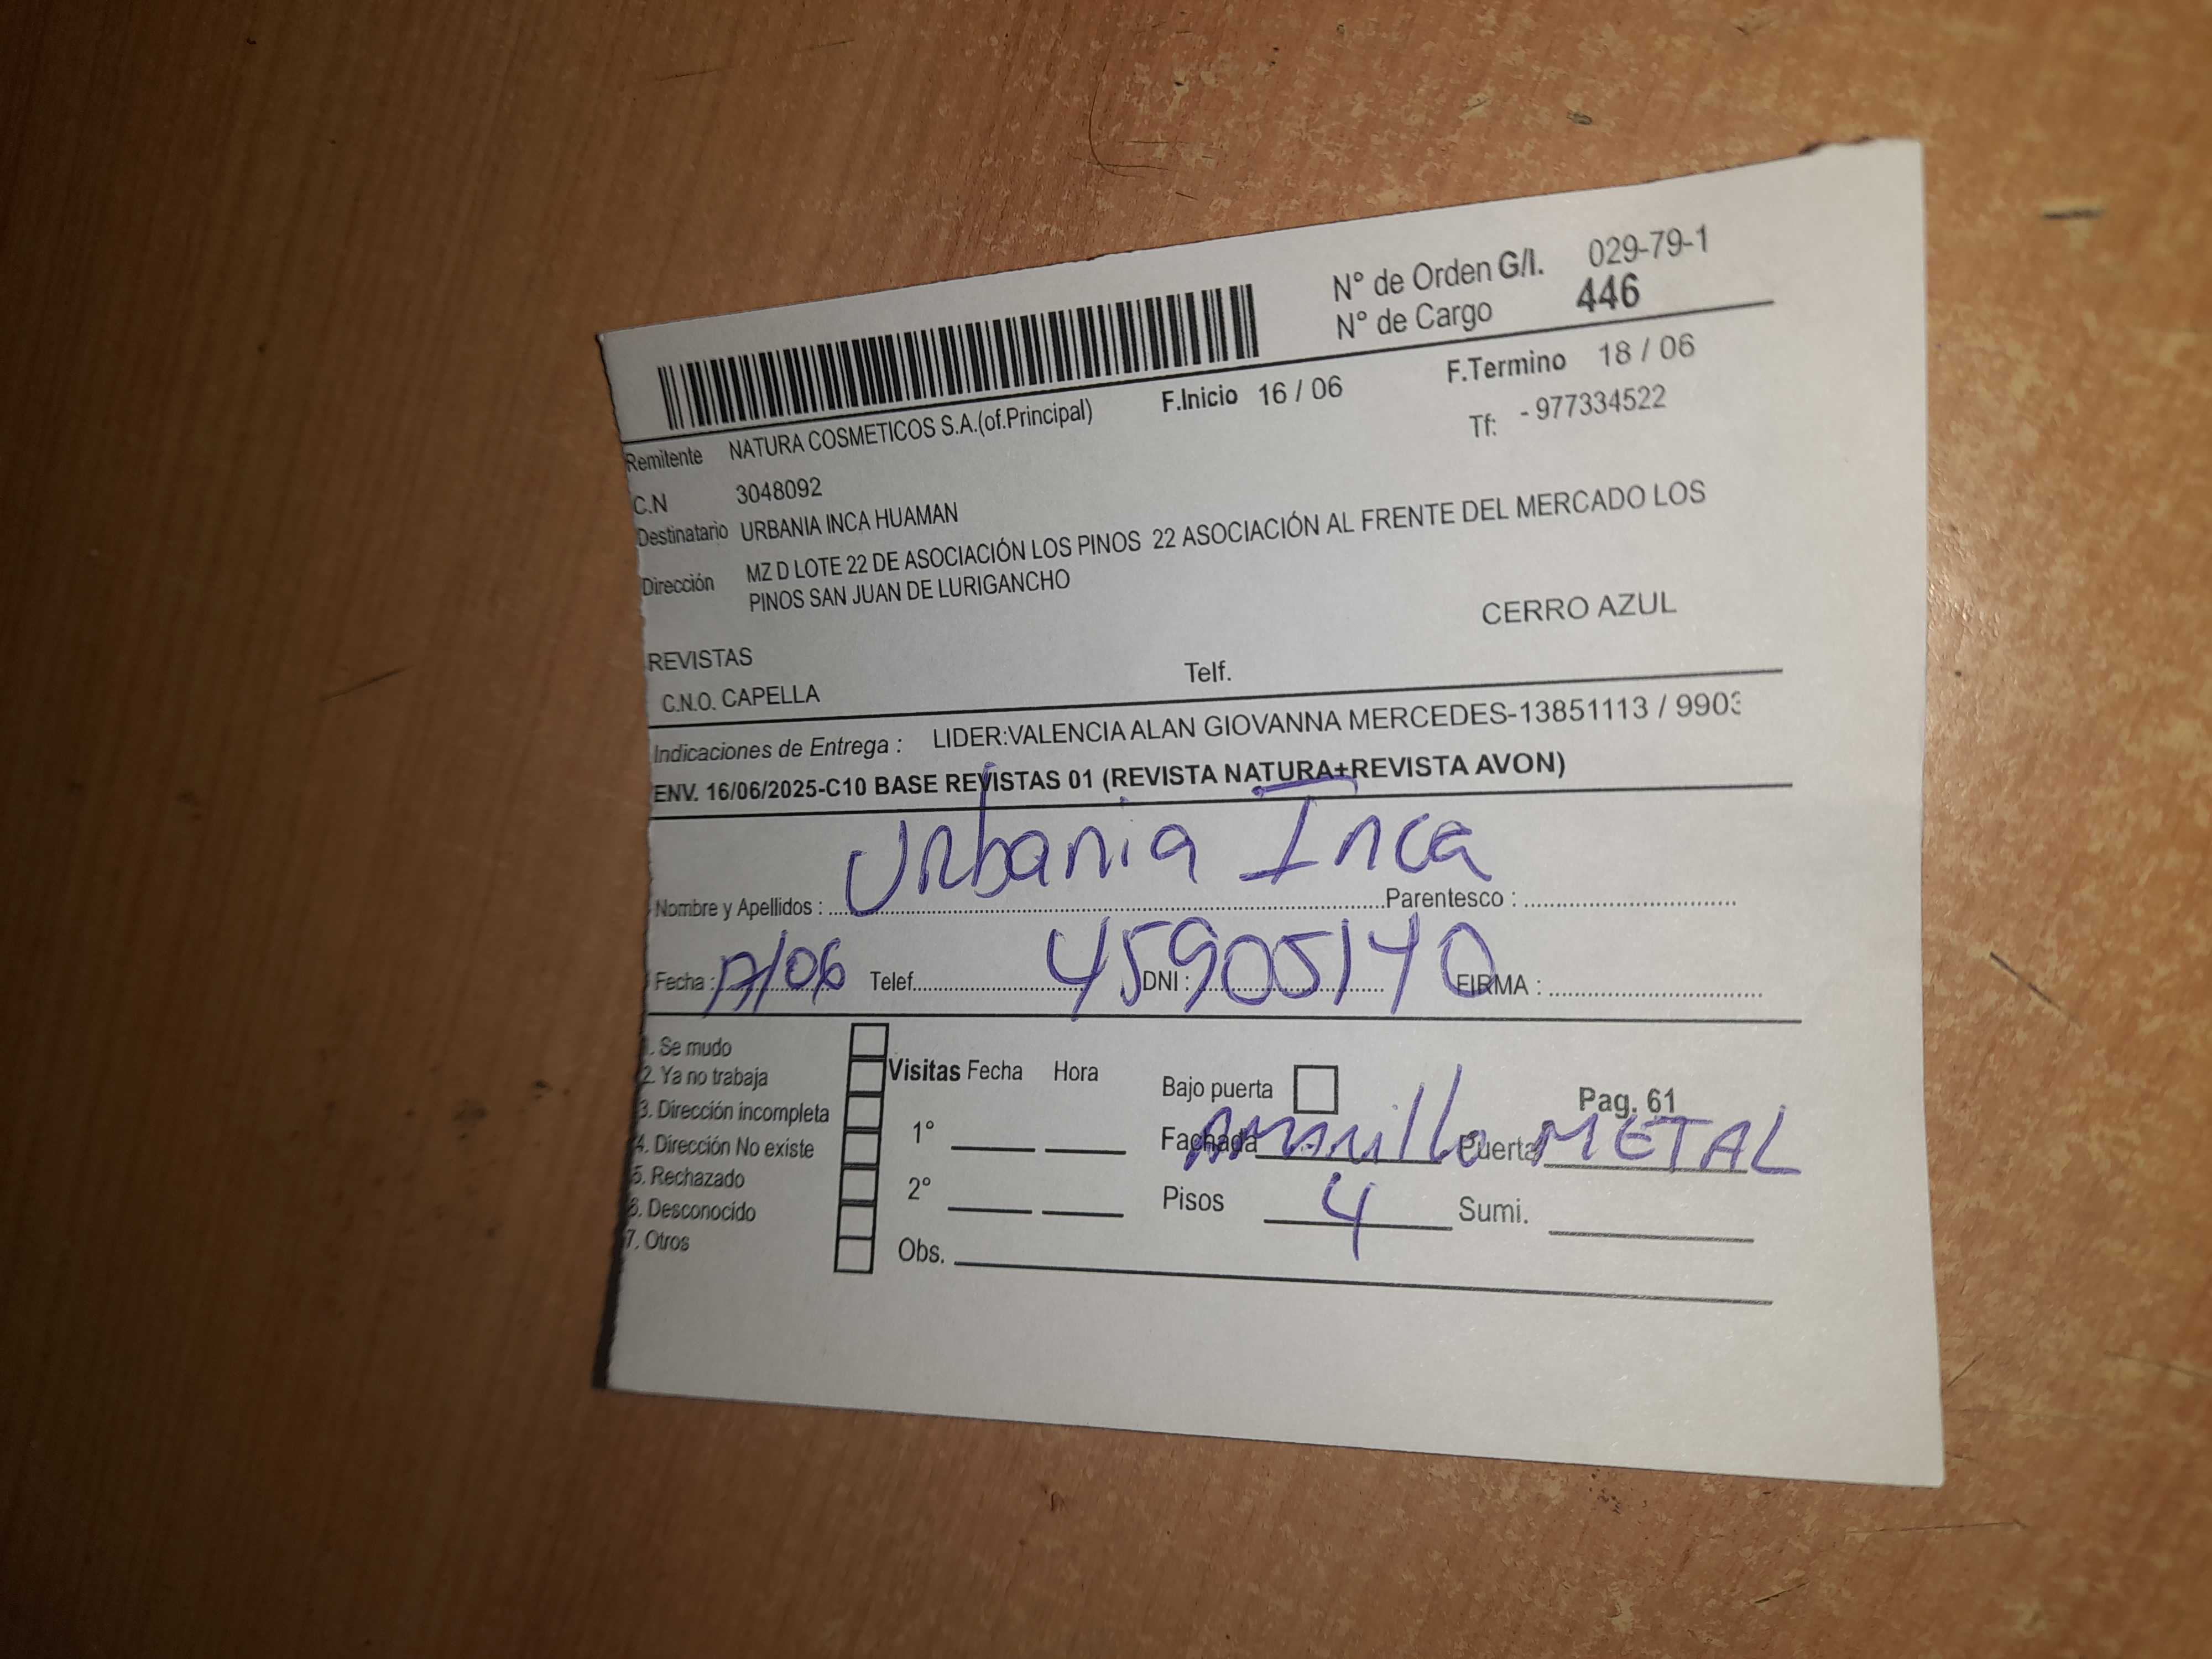 N° de Orden G/I. 029-79-1
N° de Cargo 446
F.Inicio 16 / 06 F.Termino 18 / 06
Remitente NATURA COSMETICOS S.A.(of.Principal) Tf: - 977334522
C.N 3048092
Destinatario URBANIA INCA HUAMAN
Dirección MZ D LOTE 22 DE ASOCIACIÓN LOS PINOS 22 ASOCIACIÓN AL FRENTE DEL MERCADO LOS
PINOS SAN JUAN DE LURIGANCHO
CERRO AZUL
REVISTAS
C.N.O. CAPELLA Telf.
Indicaciones de Entrega : LIDER:VALENCIA ALAN GIOVANNA MERCEDES-13851113 / 9903
ENV. 16/06/2025-C10 BASE REVISTAS 01 (REVISTA NATURA+REVISTA AVON)
Nombre y Apellidos : Urbania Inca Parentesco :
Fecha : 17/06 Telef. DNI : 45905140 FIRMA :
1. Se mudo
2. Ya no trabaja Visitas Fecha Hora Bajo puerta Pag. 61
3. Dirección incompleta
4. Dirección No existe 1° Fachada Amarillo Puerta METAL
5. Rechazado
6. Desconocido 2° Pisos 4 Sumi.
7. Otros Obs.